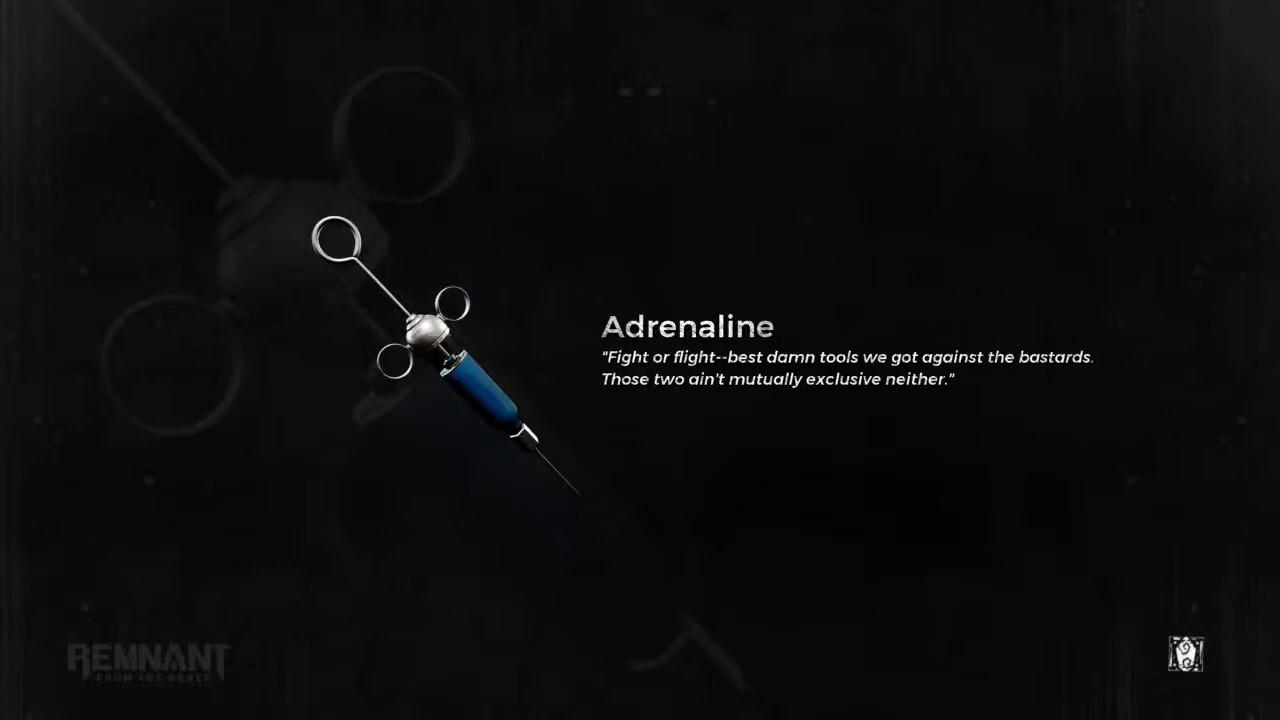 Adrenaline
"Fight or flight--best damn tools we got against the bastards.
Those two ain't mutually exclusive neither."
REMNANT
FROM THE ASHES